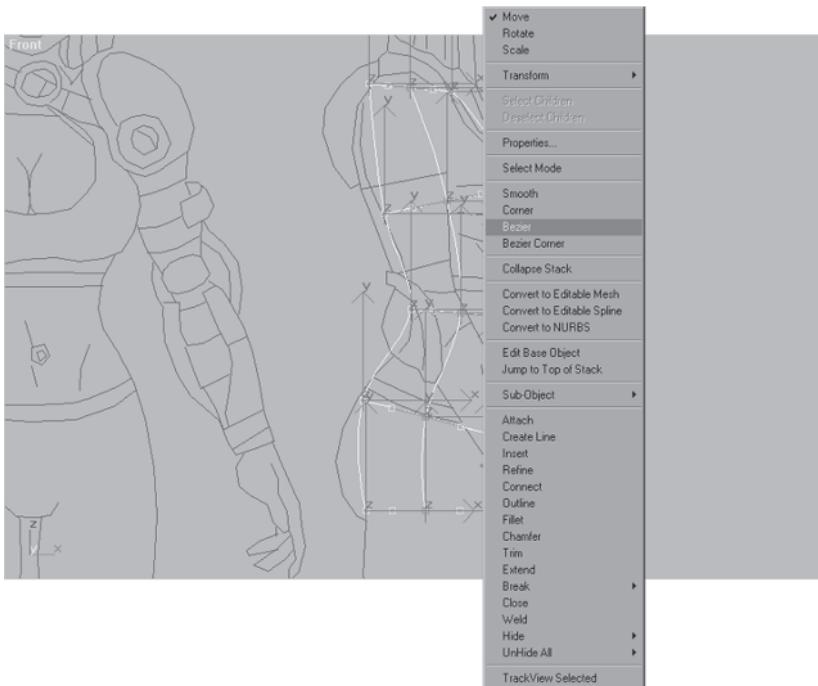 Front
Move
Rotate
Scale
Transform
Select Children
Deselect Children
Properties...
Select Mode
Smooth
Corner
Bezier
Bezier Corner
Collapse Stack
Convert to Editable Mesh
Convert to Editable Spline
Convert to NURBS
Edit Base Object
Jump to Top of Stack
Sub-Object
Attach
Create Line
Insert
Refine
Connect
Outline
Fillet
Chamfer
Trim
Extend
Break
Close
Weld
Hide
UnHide All
TrackView Selected
z
x